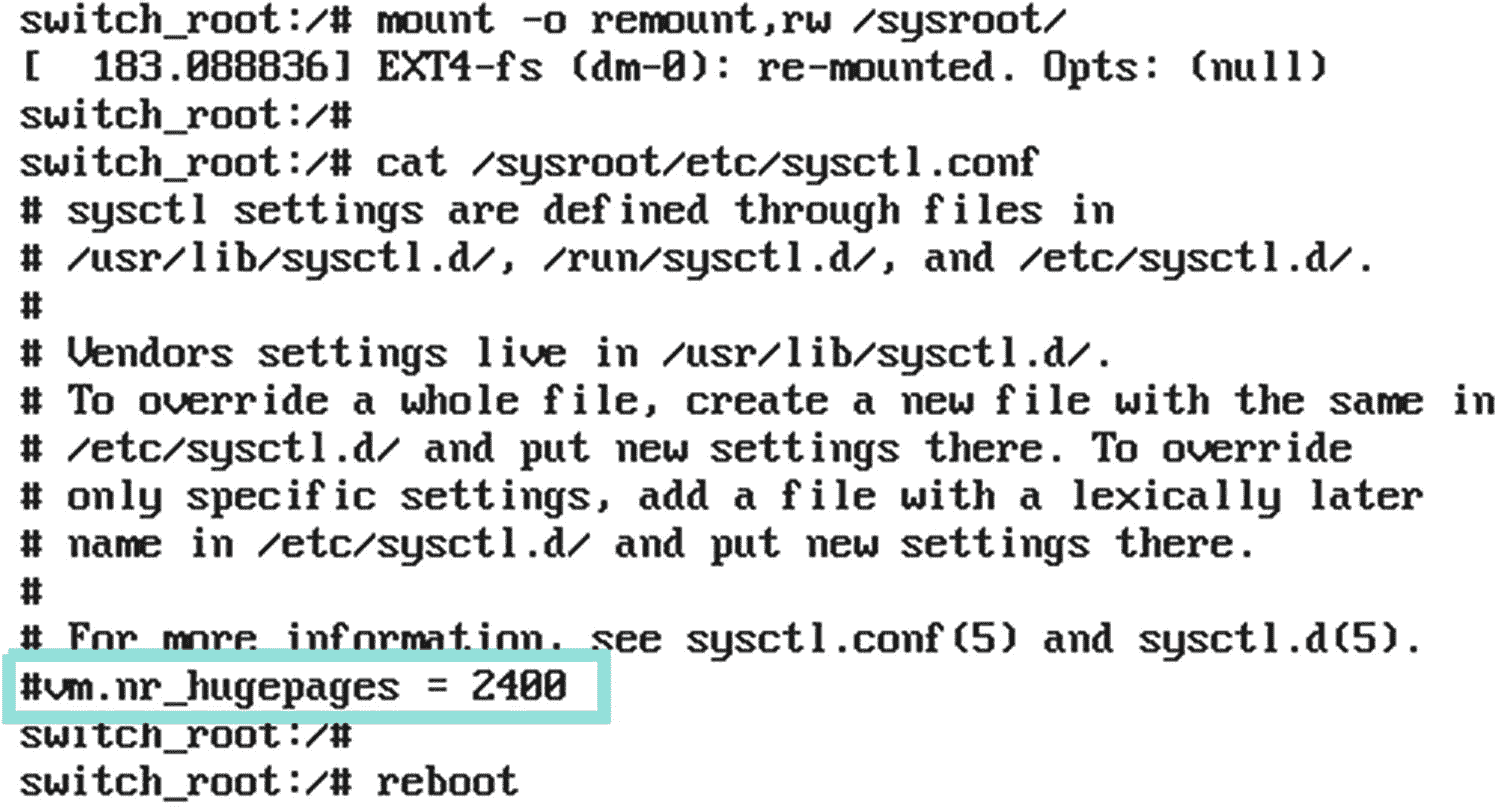 switch_root:/# mount -o remount,rw /sysroot/
[  183.088836] EXT4-fs (dm-0): re-mounted. Opts: (null)
switch_root:/#
switch_root:/# cat /sysroot/etc/sysctl.conf
# sysctl settings are defined through files in
# /usr/lib/sysctl.d/, /run/sysctl.d/, and /etc/sysctl.d/.
#
# Vendors settings live in /usr/lib/sysctl.d/.
# To override a whole file, create a new file with the same in
# /etc/sysctl.d/ and put new settings there. To override
# only specific settings, add a file with a lexically later
# name in /etc/sysctl.d/ and put new settings there.
#
# For more information, see sysctl.conf(5) and sysctl.d(5).
#vm.nr_hugepages = 2400
switch_root:/#
switch_root:/# reboot